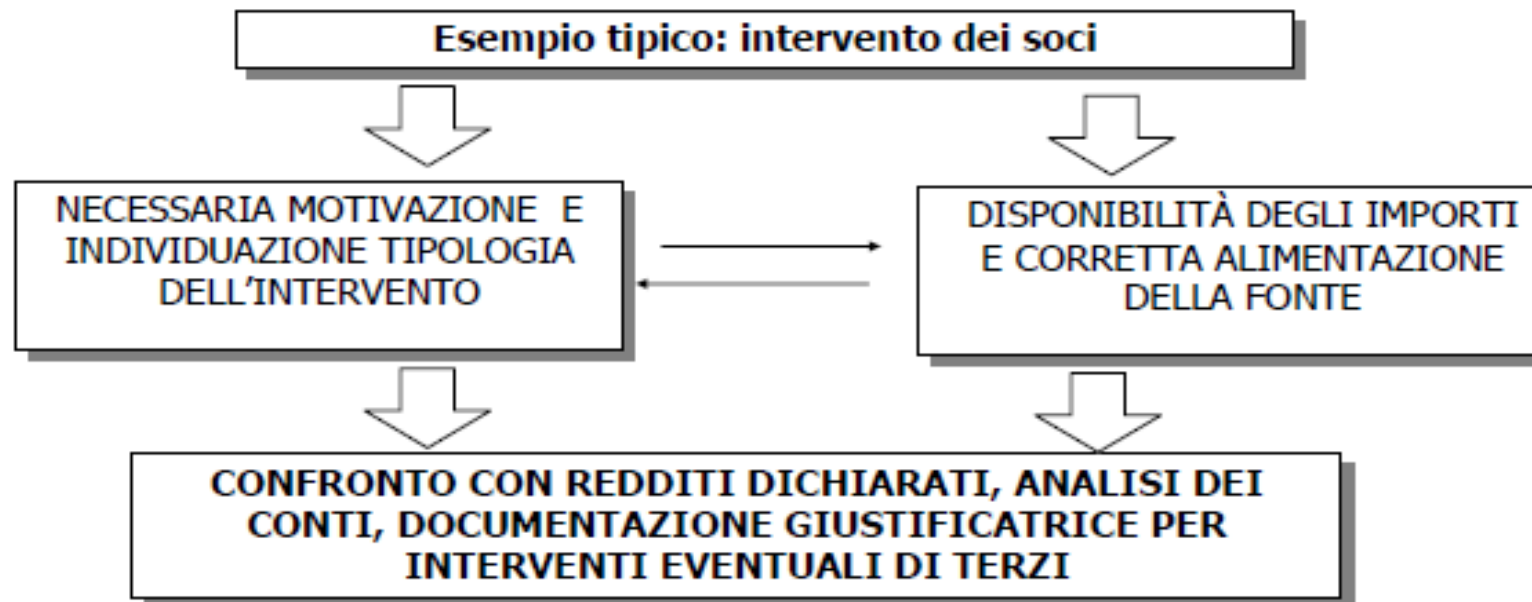 Esempio tipico: intervento dei soci
NECESSARIA MOTIVAZIONE E
INDIVIDUAZIONE TIPOLOGIA
DELL'INTERVENTO
DISPONIBILITÀ DEGLI IMPORTI
E CORRETTA ALIMENTAZIONE
DELLA FONTE
CONFRONTO CON REDDITI DICHIARATI, ANALISI DEI
CONTI, DOCUMENTAZIONE GIUSTIFICATRICE PER
INTERVENTI EVENTUALI DI TERZI